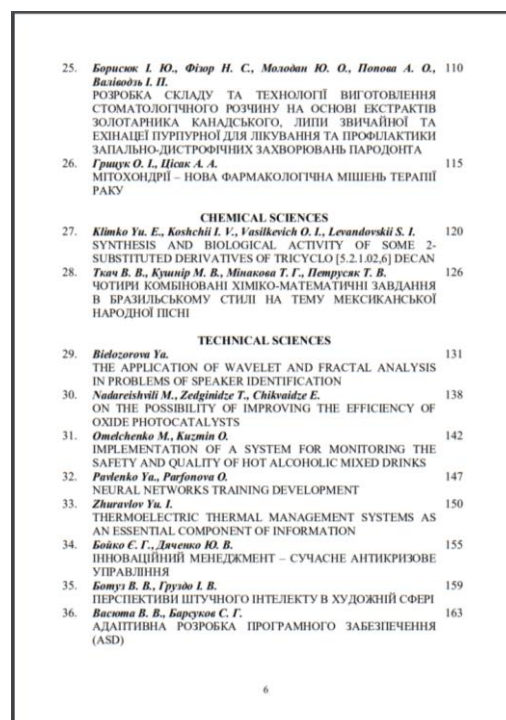 25. Борисюк І. Ю., Фізор Н. С., Молодан Ю. О., Попова А. О., 110
Валіводзь І. П.
РОЗРОБКА СКЛАДУ ТА ТЕХНОЛОГІЇ ВИГОТОВЛЕННЯ
СТОМАТОЛОГІЧНОГО РОЗЧИНУ НА ОСНОВІ ЕКСТРАКТІВ
ЗОЛОТАРНИКА КАНАДСЬКОГО, ЛИПИ ЗВИЧАЙНОЇ ТА
ЕХІНАЦЕЇ ПУРПУРНОЇ ДЛЯ ЛІКУВАННЯ ТА ПРОФІЛАКТИКИ
ЗАПАЛЬНО-ДИСТРОФІЧНИХ ЗАХВОРЮВАНЬ ПАРОДОНТА
26. Грищук О. І., Цісак А. А. 115
МІТОХОНДРІЇ – НОВА ФАРМАКОЛОГІЧНА МІШЕНЬ ТЕРАПІЇ
РАКУ
CHEMICAL SCIENCES
27. Klimko Yu. E., Koshchii I. V., Vasilkevich O. I., Levandovskii S. I. 120
SYNTHESIS AND BIOLOGICAL ACTIVITY OF SOME 2-
SUBSTITUTED DERIVATIVES OF TRICYCLO [5.2.1.02,6] DECAN
28. Ткач В. В., Кушнір М. В., Мінакова Т. Г., Петрусяк Т. В. 126
ЧОТИРИ КОМБІНОВАНІ ХІМІКО-МАТЕМАТИЧНІ ЗАВДАННЯ
В БРАЗИЛЬСЬКОМУ СТИЛІ НА ТЕМУ МЕКСИКАНСЬКОЇ
НАРОДНОЇ ПІСНІ
TECHNICAL SCIENCES
29. Bielozorova Ya. 131
THE APPLICATION OF WAVELET AND FRACTAL ANALYSIS
IN PROBLEMS OF SPEAKER IDENTIFICATION
30. Nadareishvili M., Zedginidze T., Chikvaidze E. 138
ON THE POSSIBILITY OF IMPROVING THE EFFICIENCY OF
OXIDE PHOTOCATALYSTS
31. Omelchenko M., Kuzmin O. 142
IMPLEMENTATION OF A SYSTEM FOR MONITORING THE
SAFETY AND QUALITY OF HOT ALCOHOLIC MIXED DRINKS
32. Pavlenko Ya., Parfonova O. 147
NEURAL NETWORKS TRAINING DEVELOPMENT
33. Zhuravlov Yu. I. 150
THERMOELECTRIC THERMAL MANAGEMENT SYSTEMS AS
AN ESSENTIAL COMPONENT OF INFORMATION
34. Бойко Є. Г., Дяченко Ю. В. 155
ІННОВАЦІЙНИЙ МЕНЕДЖМЕНТ – СУЧАСНЕ АНТИКРИЗОВЕ
УПРАВЛІННЯ
35. Ботуз В. В., Груздо І. В. 159
ПЕРСПЕКТИВИ ШТУЧНОГО ІНТЕЛЕКТУ В ХУДОЖНІЙ СФЕРІ
36. Васюта В. В., Барсуков Є. Г. 163
АДАПТИВНА РОЗРОБКА ПРОГРАМНОГО ЗАБЕЗПЕЧЕННЯ
(ASD)
6